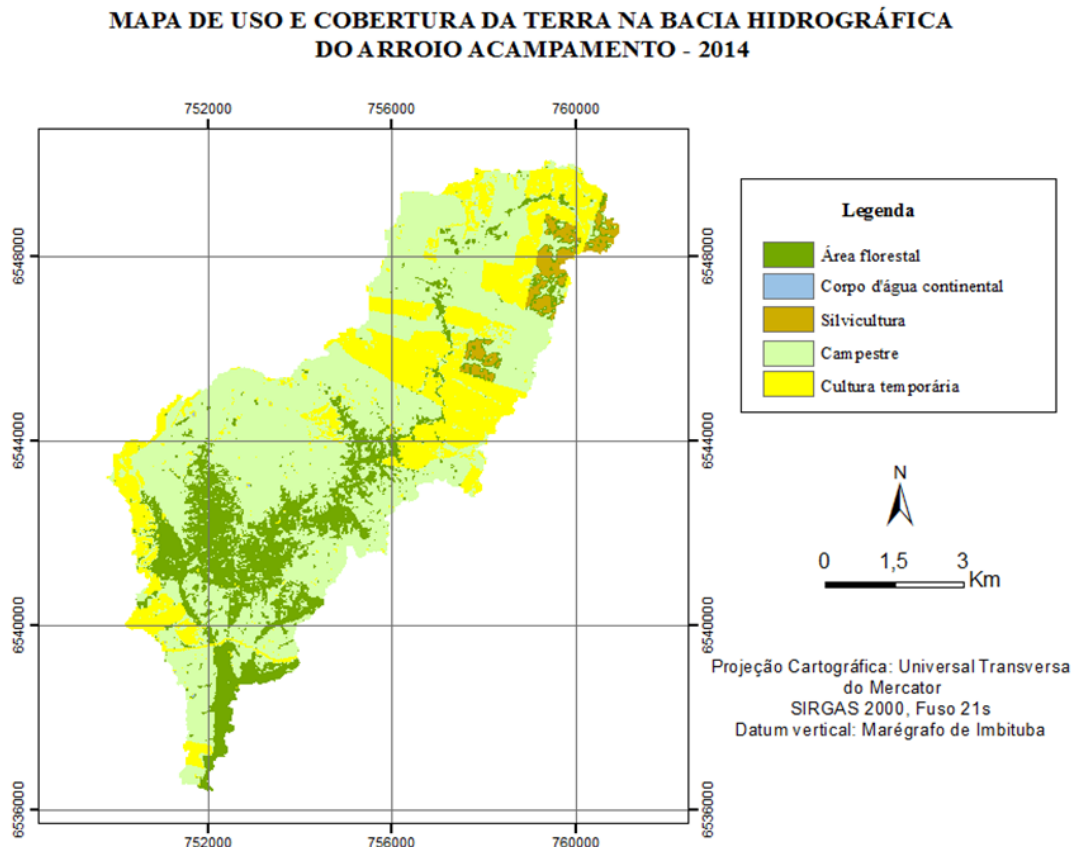 MAPA DE USO E COBERTURA DA TERRA NA BACIA HIDROGRÁFICA
DO ARROIO ACAMPAMENTO - 2014
752000
756000
760000
6548000
6548000
6544000
6544000
6540000
6540000
6536000
6536000
752000
756000
760000
Legenda
Área florestal
Corpo d'água continental
Silvicultura
Campestre
Cultura temporária
N
0 1,5 3
Km
Projeção Cartográfica: Universal Transversa
do Mercator
SIRGAS 2000, Fuso 21s
Datum vertical: Marégrafo de Imbituba